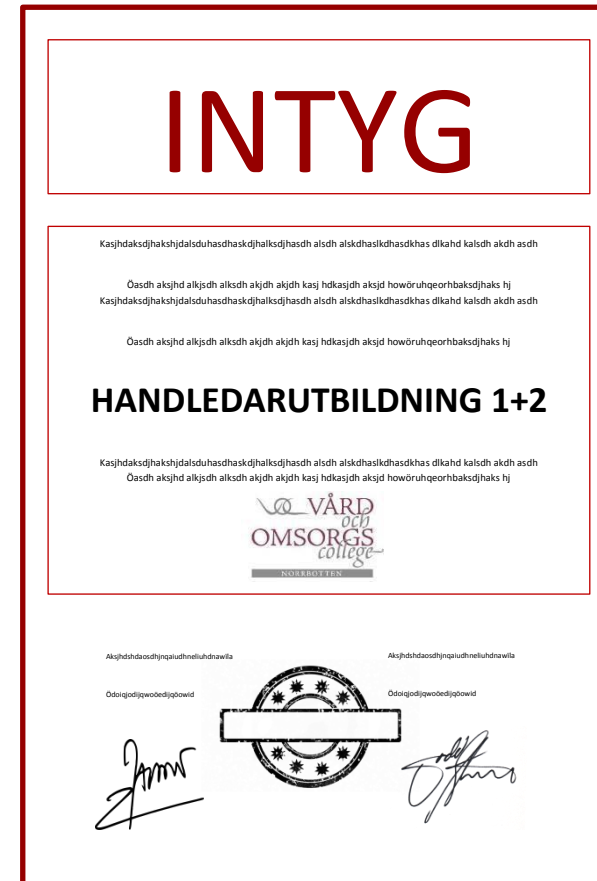 INTYG
Kasjhdaksdjhakshjdalsduhasdhaskdjhalksdjhasdh alsdh alskdhaslkdhasdkhas dlkahd kalsdh akdh asdh
Öasdh aksjhd alkjsdh alksdh akjdh akjdh kasj hdkasjdh aksjd howöruhqeorhbaksdjhaks hj
Kasjhdaksdjhakshjdalsduhasdhaskdjhalksdjhasdh alsdh alskdhaslkdhasdkhas dlkahd kalsdh akdh asdh
Öasdh aksjhd alkjsdh alksdh akjdh akjdh kasj hdkasjdh aksjd howöruhqeorhbaksdjhaks hj
HANDLEDARUTBILDNING 1+2
Kasjhdaksdjhakshjdalsduhasdhaskdjhalksdjhasdh alsdh alskdhaslkdhasdkhas dlkahd kalsdh akdh asdh
Öasdh aksjhd alkjsdh alksdh akjdh akjdh kasj hdkasjdh aksjd howöruhqeorhbaksdjhaks hj
VÅRD
och
OMSORGS
college
NORRBOTTEN
Aksjhdshdaosdhjnqaiudhneliuhdnawila
Aksjhdshdaosdhjnqaiudhneliuhdnawila
Ödoiqjodijqwoöedijqöowid
Ödoiqjodijqwoöedijqöowid